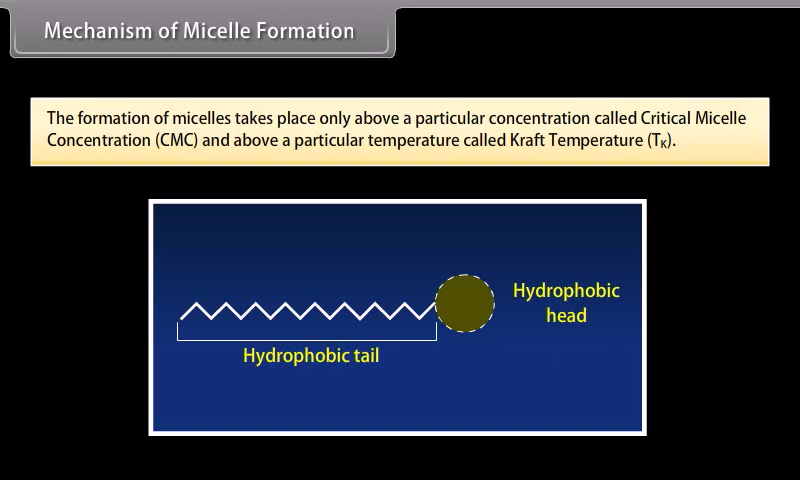 Mechanism of Micelle Formation
The formation of micelles takes place only above a particular concentration called Critical Micelle
Concentration (CMC) and above a particular temperature called Kraft Temperature (TK).
Hydrophobic
head
Hydrophobic tail